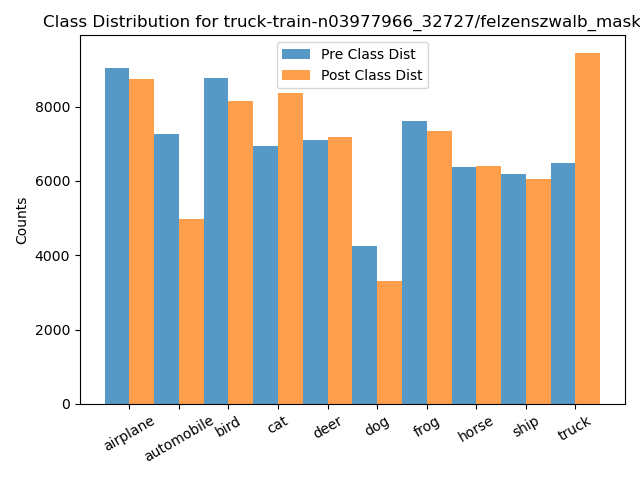 Class Distribution for truck-train-n03977966_32727/felzenszwalb_mask
Pre Class Dist
Post Class Dist
Counts
8000
6000
4000
2000
0
airplane
automobile
bird
cat
deer
dog
frog
horse
ship
truck